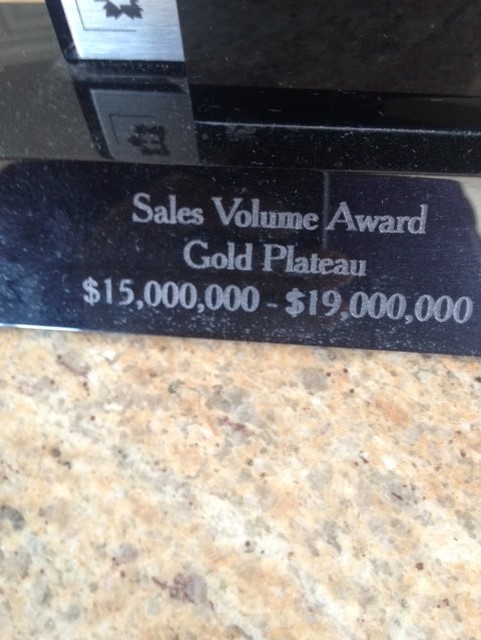 Sales Volume Award
Gold Plateau
$15,000,000 - $19,000,000